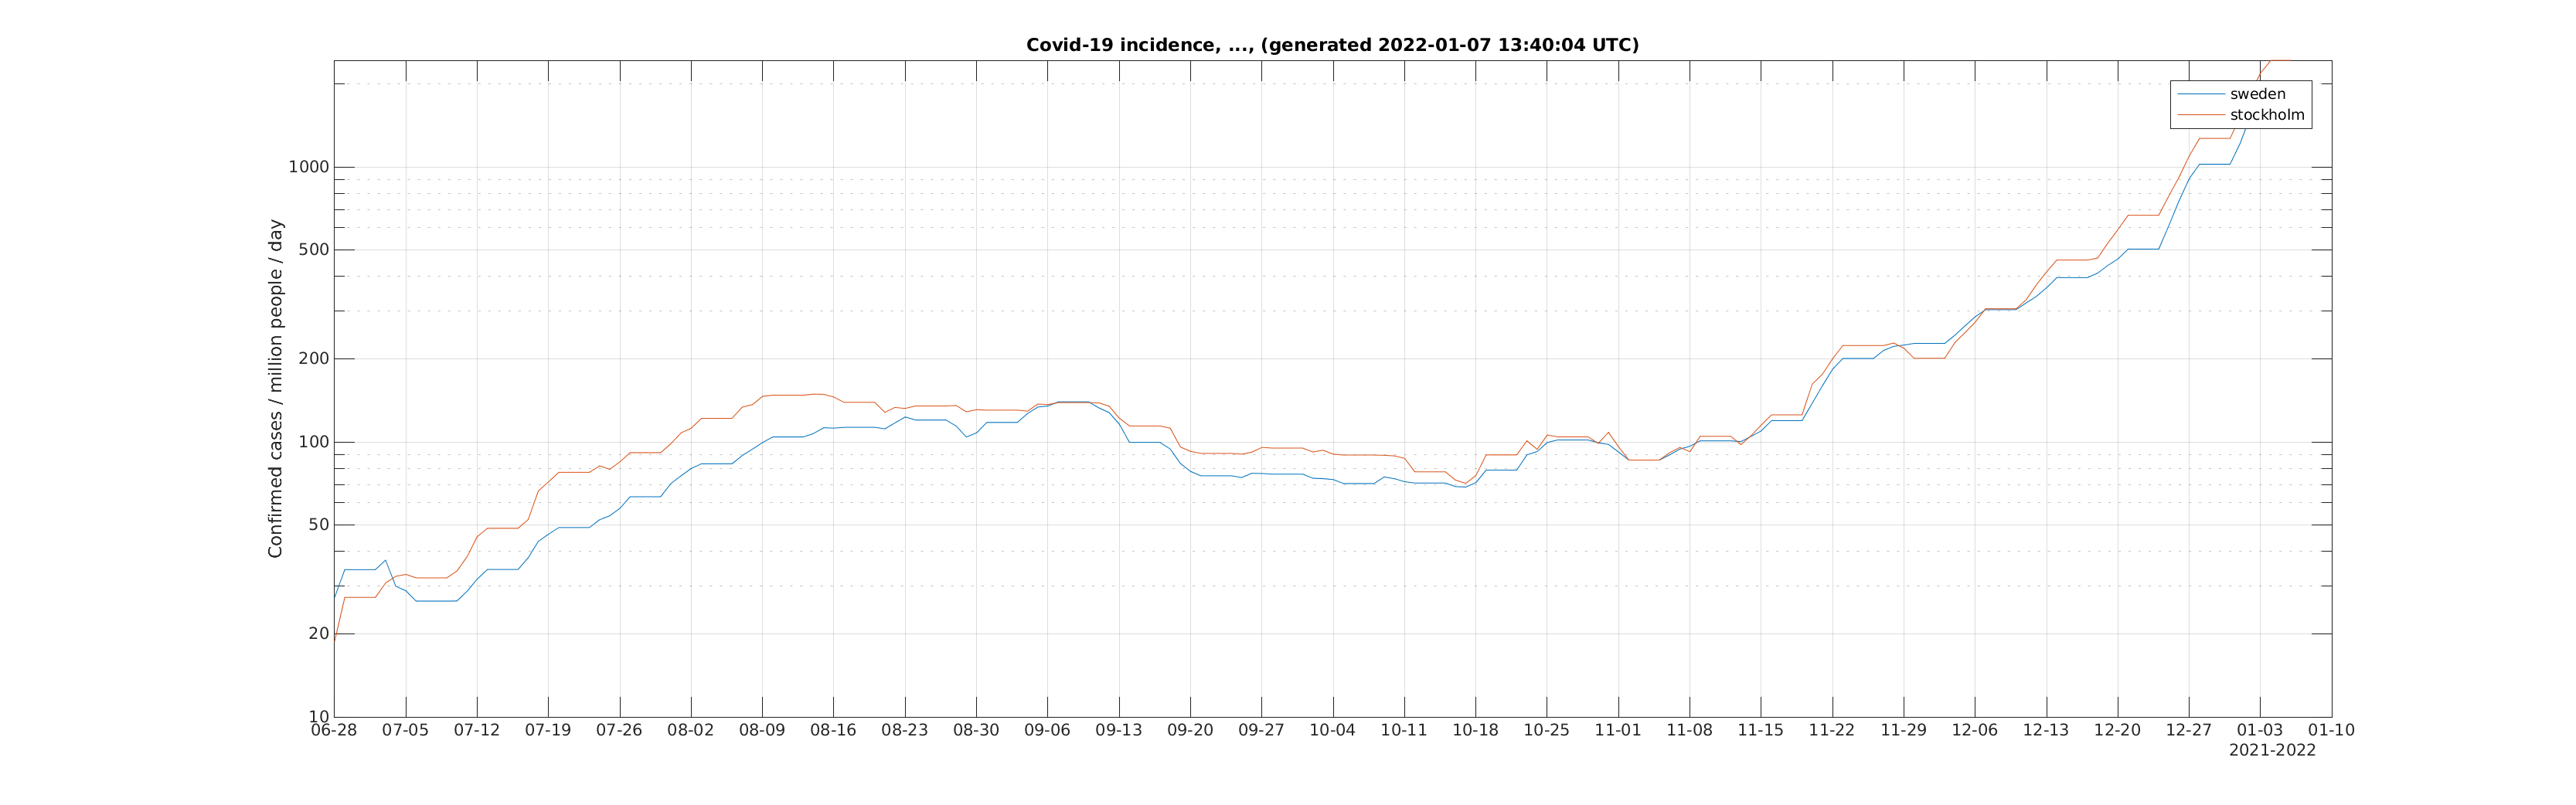 Covid-19 incidence, ..., (generated 2022-01-07 13:40:04 UTC)
sweden
stockholm
Confirmed cases / million people / day
1000
500
200
100
50
20
10
06-28 07-05 07-12 07-19 07-26 08-02 08-09 08-16 08-23 08-30 09-06 09-13 09-20 09-27 10-04 10-11 10-18 10-25 11-01 11-08 11-15 11-22 11-29 12-06 12-13 12-20 12-27 01-03 01-10
2021-2022